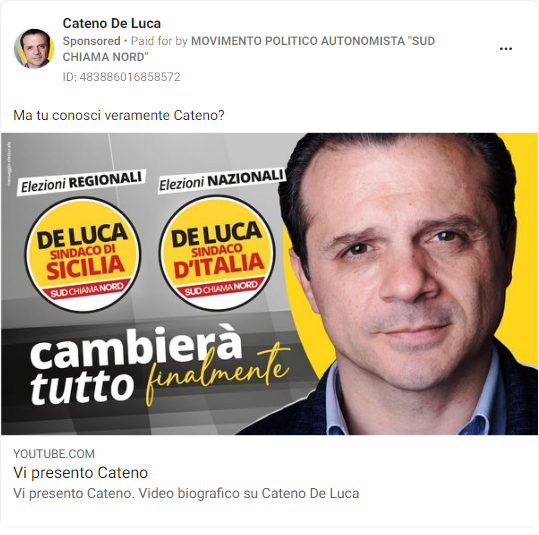 Cateno De Luca
Sponsored • Paid for by MOVIMENTO POLITICO AUTONOMISTA "SUD
CHIAMA NORD"
ID: 483886016858572
Ma tu conosci veramente Cateno?
messaggio elettorale
Elezioni REGIONALI
DE LUCA
SINDACO DI
SICILIA
SUD CHIAMA NORD
Elezioni NAZIONALI
DE LUCA
SINDACO
D'ITALIA
SUD CHIAMA NORD
cambierà
tutto finalmente
YOUTUBE.COM
Vi presento Cateno
Vi presento Cateno. Video biografico su Cateno De Luca